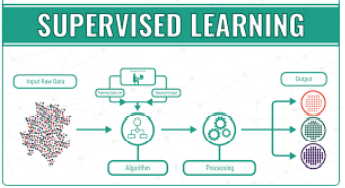 SUPERVISED LEARNING
Input Raw Data
Output
Training Data set
Desired Output
Algorithm
Processing